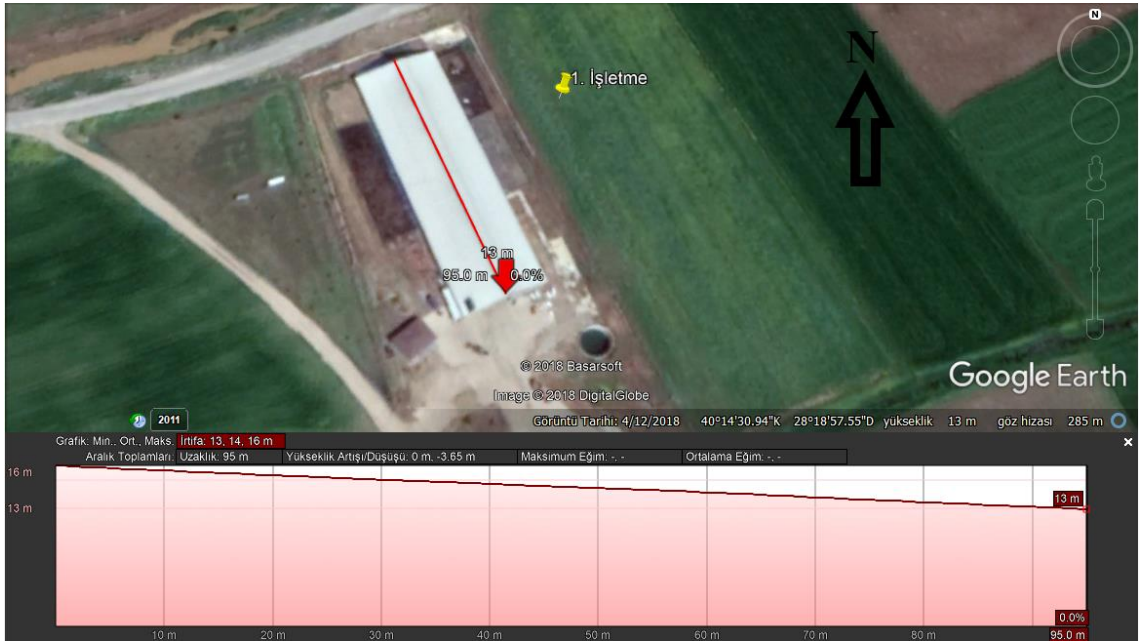 N
N
1. İşletme
13 m
95.0 m 0.0%
© 2018 Basarsoft
Image © 2018 DigitalGlobe
Google Earth
2011
Görüntü Tarihi: 4/12/2018 40°14'30.94"K 28°18'57.55"D yükseklik 13 m göz hizası 285 m
Grafik: Min., Ort., Maks. İrtifa: 13, 14, 16 m
Aralık Toplamları: Uzaklık: 95 m Yükseklik Artışı/Düşüşü: 0 m, -3.65 m Maksimum Eğim: -, - Ortalama Eğim: -, -
16 m
13 m
13 m
0.0%
10 m 20 m 30 m 40 m 50 m 60 m 70 m 80 m 95.0 m